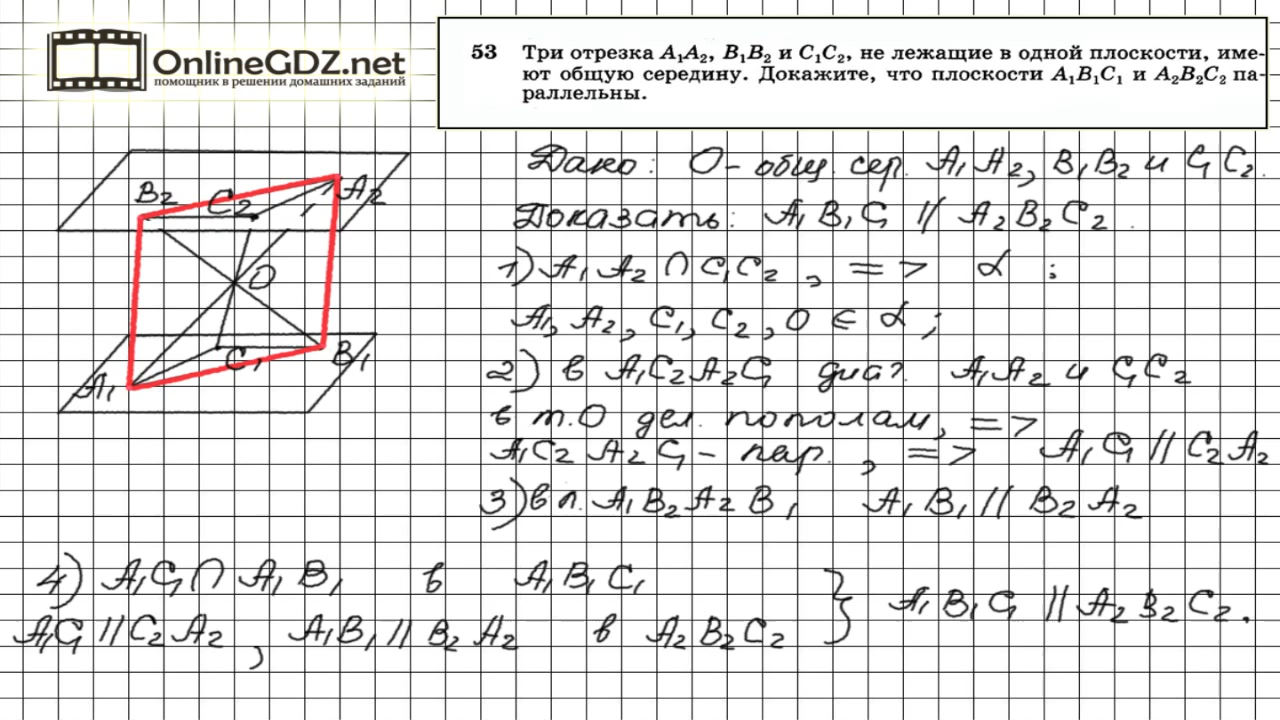 OnlineGDZ.net
помощник в решении домашних заданий
53 Три отрезка A₁A₂, B₁B₂ и C₁C₂, не лежащие в одной плоскости, име-
ют общую середину. Докажите, что плоскости A₁B₁C₁ и A₂B₂C₂ па-
раллельны.
B₂ C₂ A₂
O
A₁ C₁ B₁
Дано: O – общ. сер. A₁A₂, B₁B₂ и C₁C₂.
Доказать: A₁B₁C₁ || A₂B₂C₂.
1) A₁A₂ ∩ C₁C₂, => α :
A₁, A₂, C₁, C₂, O ∈ α;
2) в A₁C₂A₂C₁ диаг. A₁A₂ и C₁C₂
в т.O дел. пополам, =>
A₁C₂A₂C₁ – пар., => A₁C₁ || C₂A₂
3) в п. A₁B₂A₂B₁ A₁B₁ || B₂A₂
4) A₁C₁ ∩ A₁B₁ в A₁B₁C₁
A₁C₁ || C₂A₂, A₁B₁ || B₂A₂ в A₂B₂C₂ } A₁B₁C₁ || A₂B₂C₂.